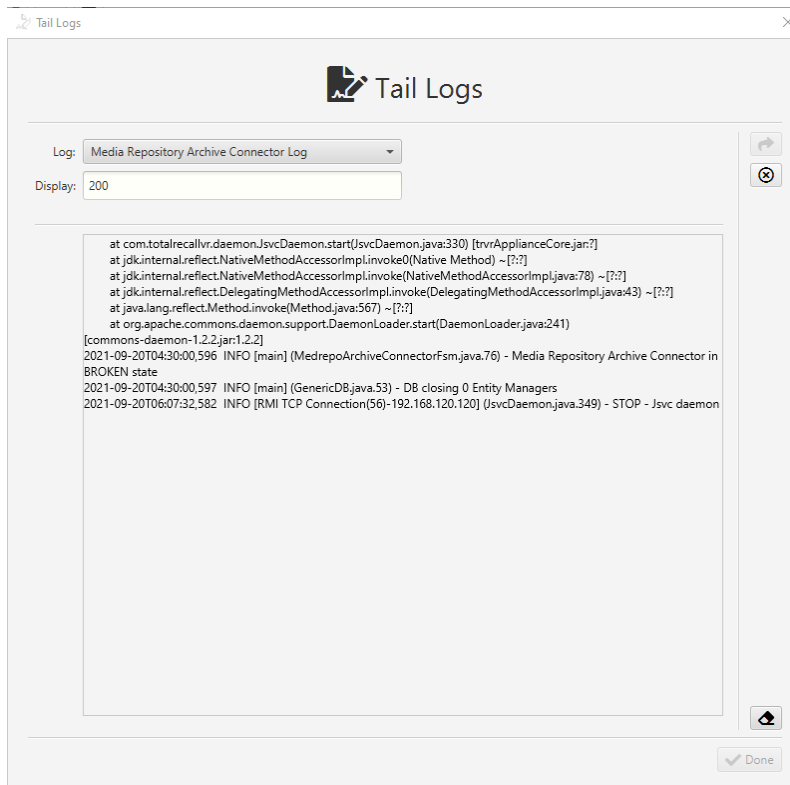 Tail Logs
Tail Logs
Log: Media Repository Archive Connector Log
Display: 200
at com.totalrecallvr.daemon.JsvcDaemon.start(JsvcDaemon.java:330) [trvrApplianceCore.jar:?]
at jdk.internal.reflect.NativeMethodAccessorImpl.invoke0(Native Method) ~[?:?]
at jdk.internal.reflect.NativeMethodAccessorImpl.invoke(NativeMethodAccessorImpl.java:78) ~[?:?]
at jdk.internal.reflect.DelegatingMethodAccessorImpl.invoke(DelegatingMethodAccessorImpl.java:43) ~[?:?]
at java.lang.reflect.Method.invoke(Method.java:567) ~[?:?]
at org.apache.commons.daemon.support.DaemonLoader.start(DaemonLoader.java:241)
[commons-daemon-1.2.2.jar:1.2.2]
2021-09-20T04:30:00,596 INFO [main] (MedrepoArchiveConnectorFsm.java.76) - Media Repository Archive Connector in
BROKEN state
2021-09-20T04:30:00,597 INFO [main] (GenericDB.java.53) - DB closing 0 Entity Managers
2021-09-20T06:07:32,582 INFO [RMI TCP Connection(56)-192.168.120.120] (JsvcDaemon.java.349) - STOP - Jsvc daemon
Done